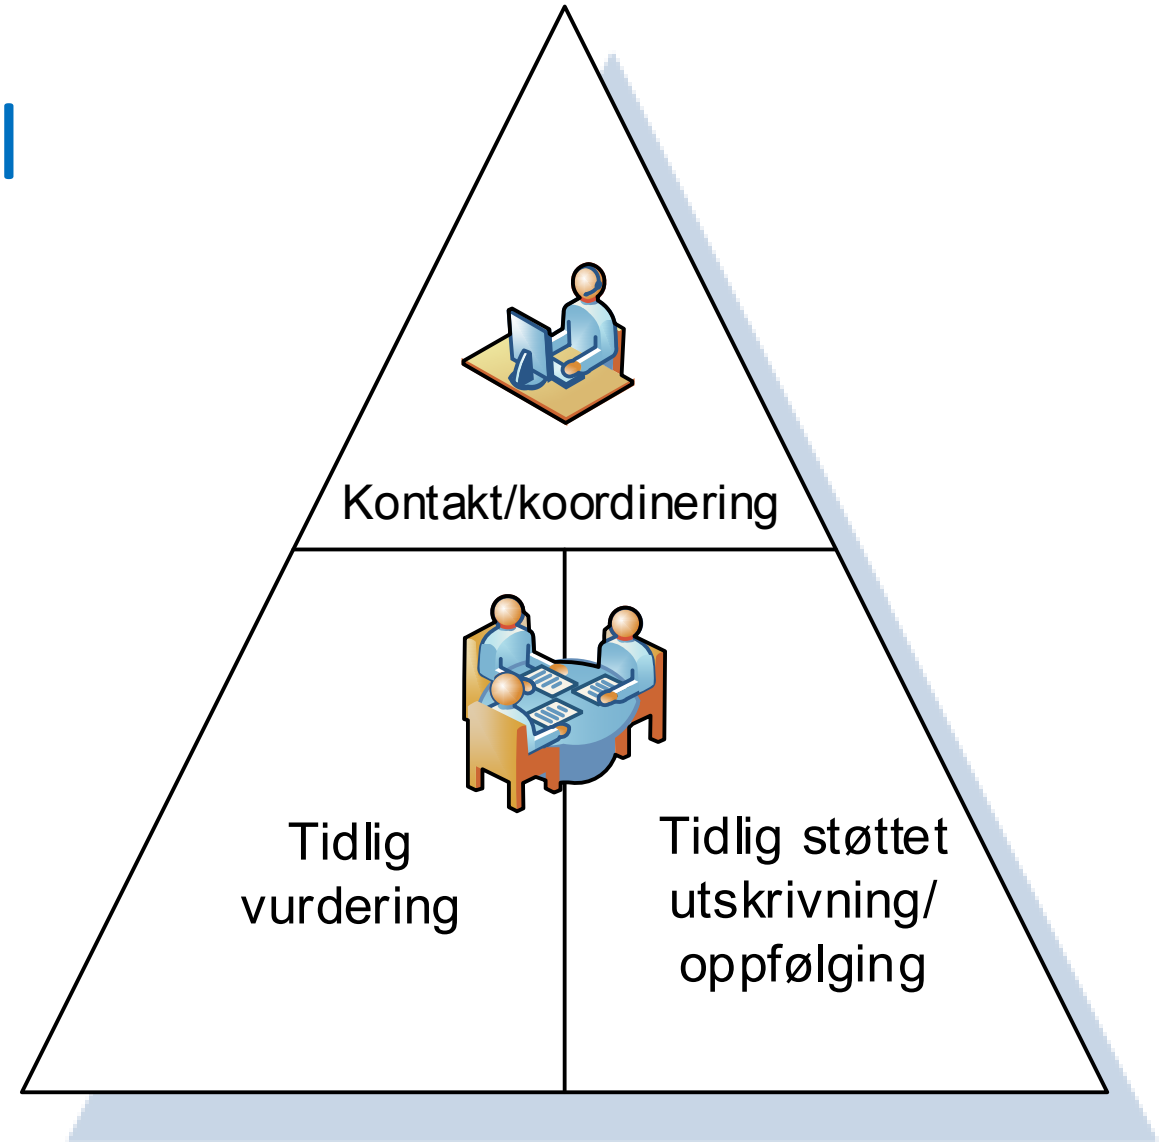 Kontakt/koordinering
Tidlig
vurdering
Tidlig støttet
utskrivning/
oppfølging